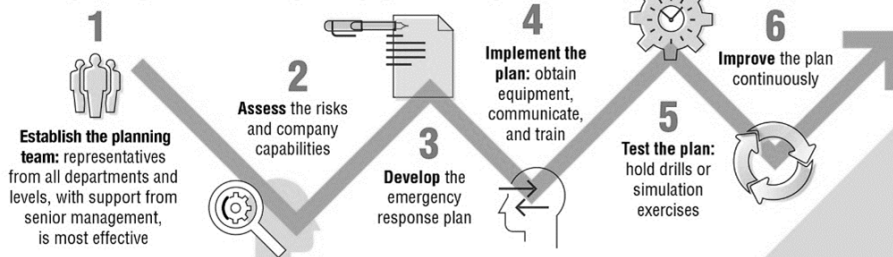 1
Establish the planning
team: representatives
from all departments and
levels, with support from
senior management,
is most effective
2
Assess the risks
and company
capabilities
3
Develop the
emergency
response plan
4
Implement the
plan: obtain
equipment,
communicate,
and train
5
Test the plan:
hold drills or
simulation
exercises
6
Improve the plan
continuously